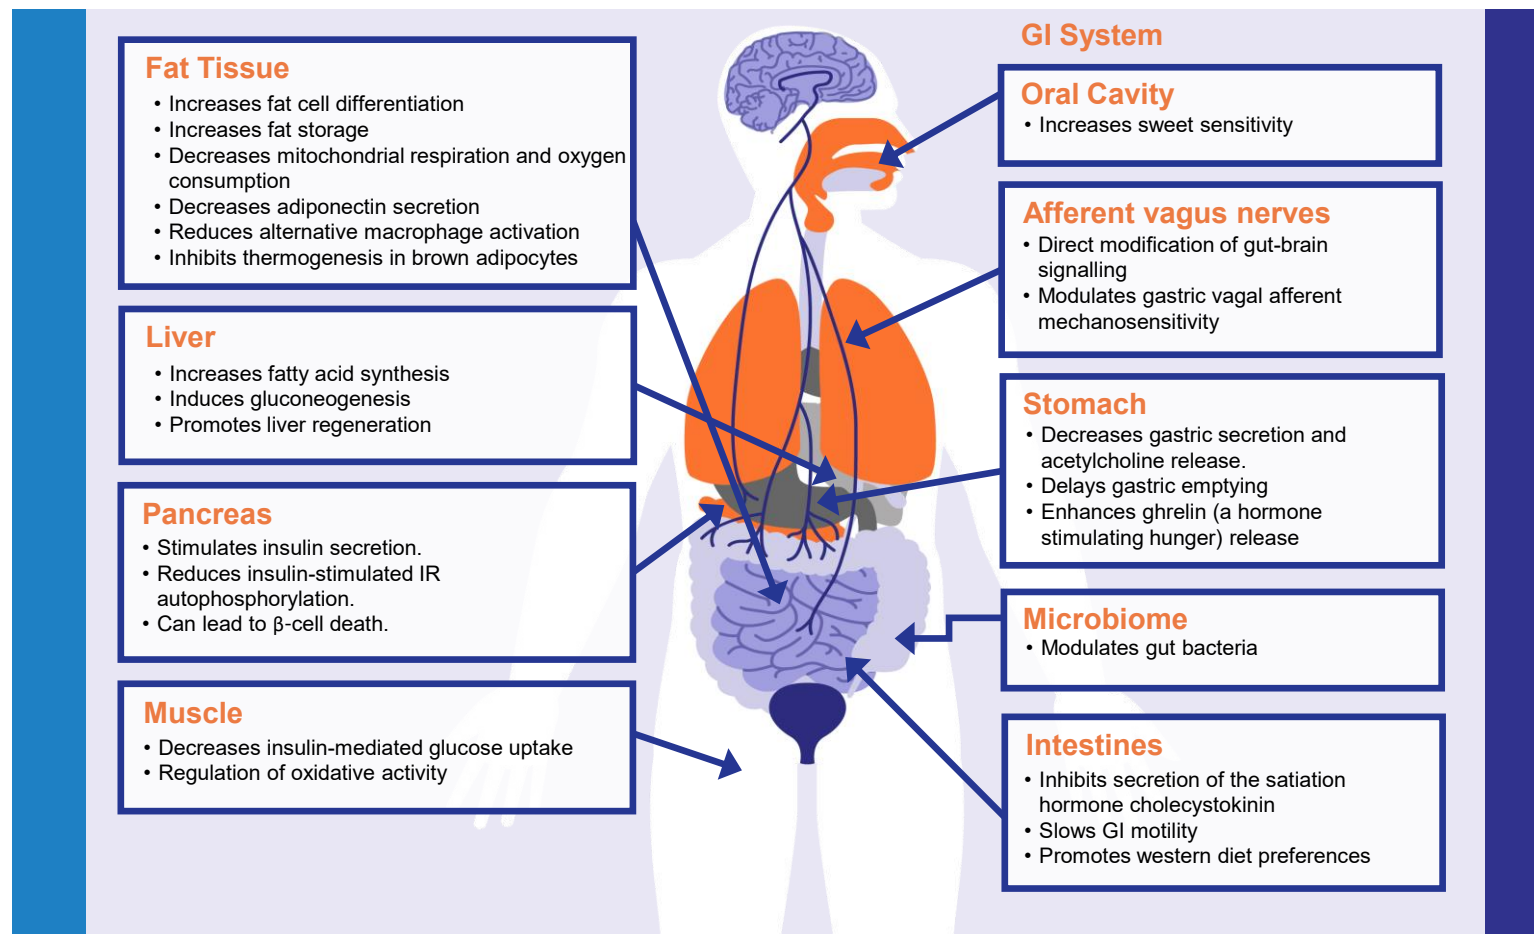 Fat Tissue
• Increases fat cell differentiation
• Increases fat storage
• Decreases mitochondrial respiration and oxygen
consumption
• Decreases adiponectin secretion
• Reduces alternative macrophage activation
• Inhibits thermogenesis in brown adipocytes
Liver
• Increases fatty acid synthesis
• Induces gluconeogenesis
• Promotes liver regeneration
Pancreas
• Stimulates insulin secretion.
• Reduces insulin-stimulated IR
autophosphorylation.
• Can lead to β-cell death.
Muscle
• Decreases insulin-mediated glucose uptake
• Regulation of oxidative activity
GI System
Oral Cavity
• Increases sweet sensitivity
Afferent vagus nerves
• Direct modification of gut-brain
signalling
• Modulates gastric vagal afferent
mechanosensitivity
Stomach
• Decreases gastric secretion and
acetylcholine release.
• Delays gastric emptying
• Enhances ghrelin (a hormone
stimulating hunger) release
Microbiome
• Modulates gut bacteria
Intestines
• Inhibits secretion of the satiation
hormone cholecystokinin
• Slows GI motility
• Promotes western diet preferences